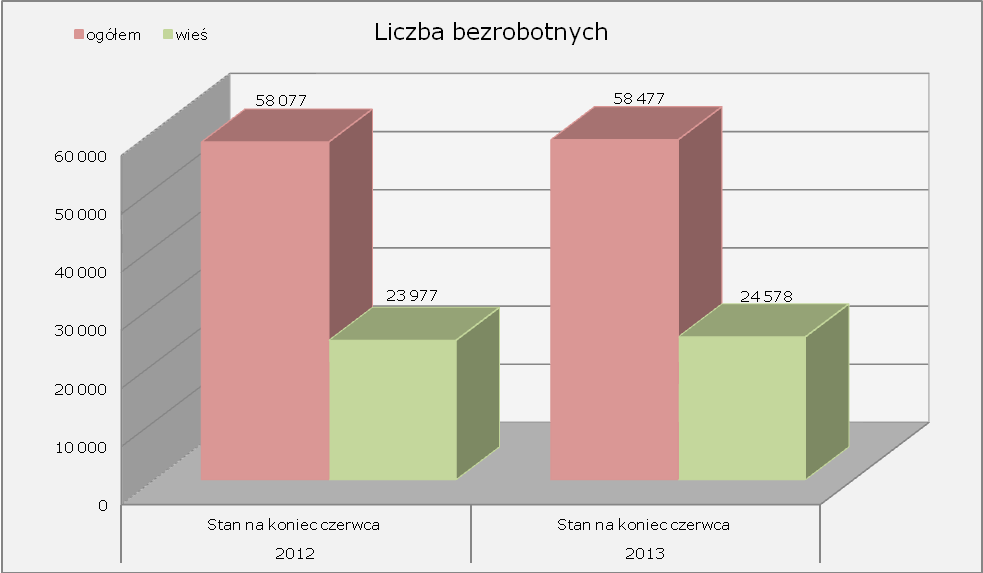 Liczba bezrobotnych
ogółem
wieś
58 077
58 477
23 977
24 578
60 000
50 000
40 000
30 000
20 000
10 000
0
Stan na koniec czerwca
Stan na koniec czerwca
2012
2013